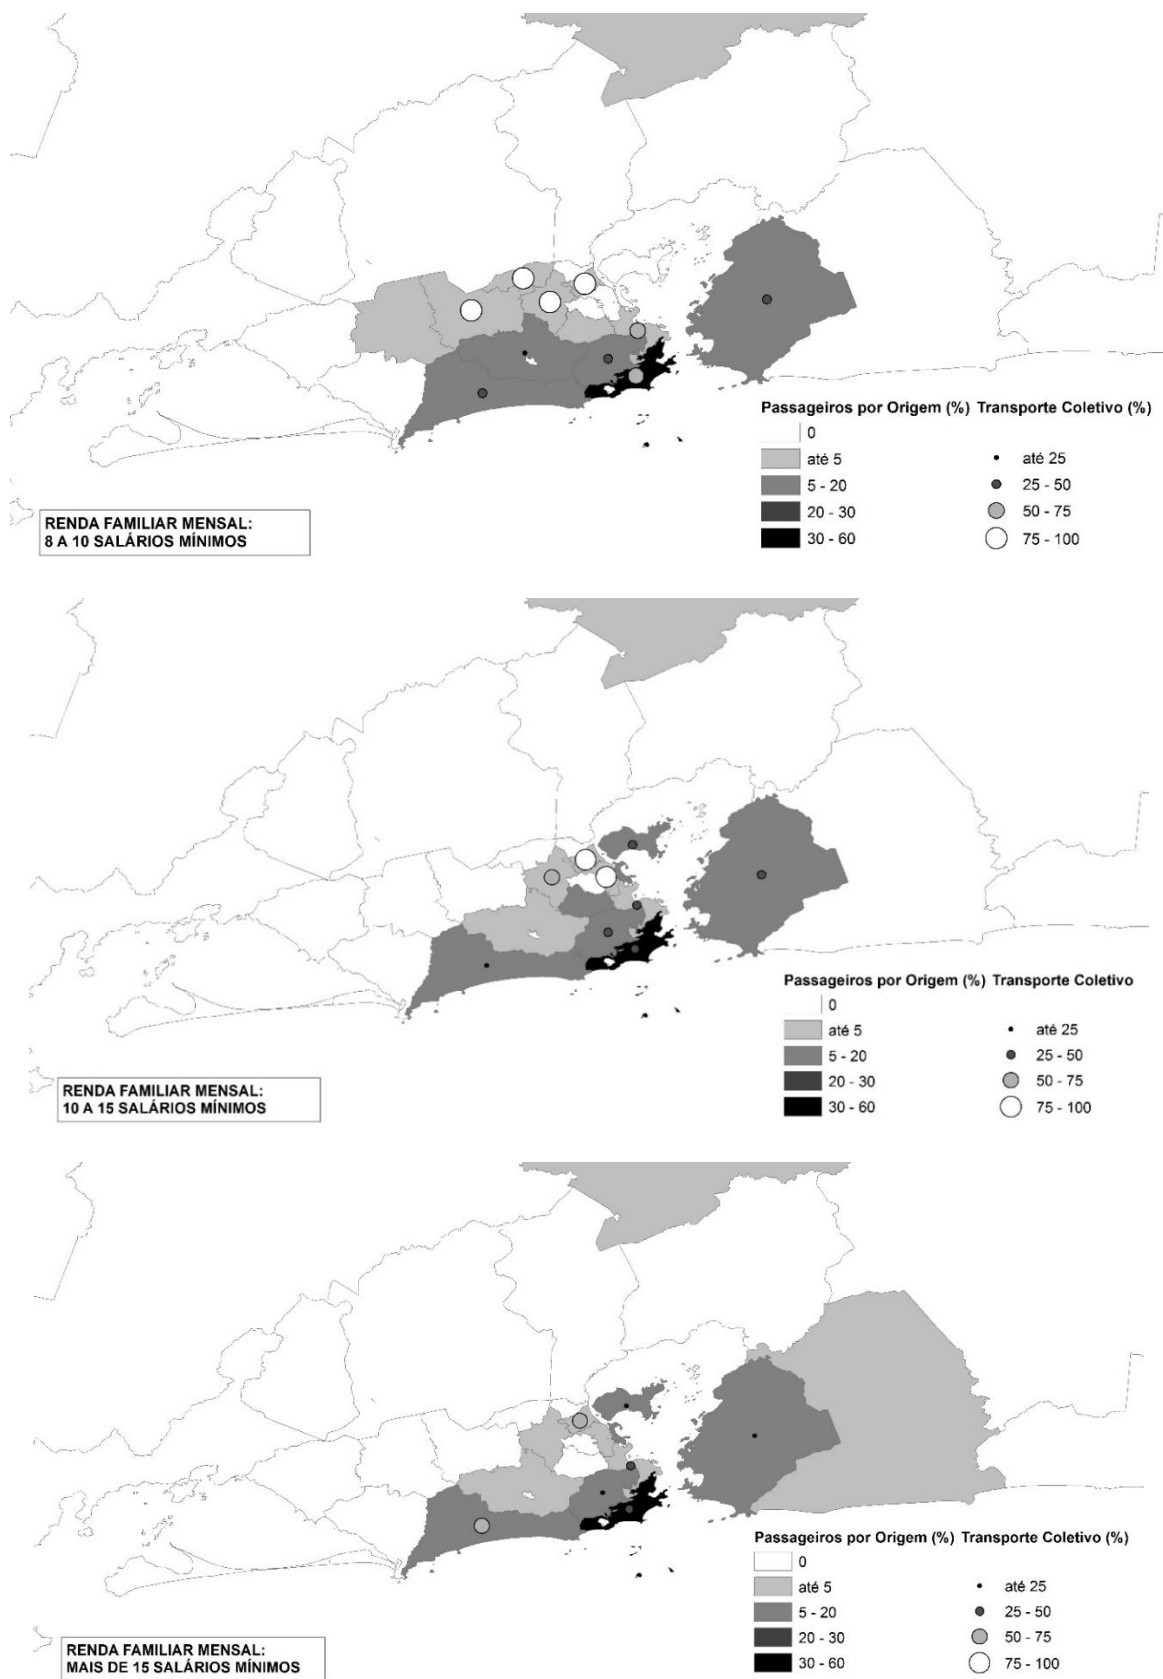 Passageiros por Origem (%) Transporte Coletivo (%)
0
até 5 até 25
5 - 20 25 - 50
20 - 30 50 - 75
30 - 60 75 - 100
RENDA FAMILIAR MENSAL:
8 A 10 SALÁRIOS MÍNIMOS
Passageiros por Origem (%) Transporte Coletivo
0
até 5 até 25
5 - 20 25 - 50
20 - 30 50 - 75
30 - 60 75 - 100
RENDA FAMILIAR MENSAL:
10 A 15 SALÁRIOS MÍNIMOS
Passageiros por Origem (%) Transporte Coletivo (%)
0
até 5 até 25
5 - 20 25 - 50
20 - 30 50 - 75
30 - 60 75 - 100
RENDA FAMILIAR MENSAL:
MAIS DE 15 SALÁRIOS MÍNIMOS